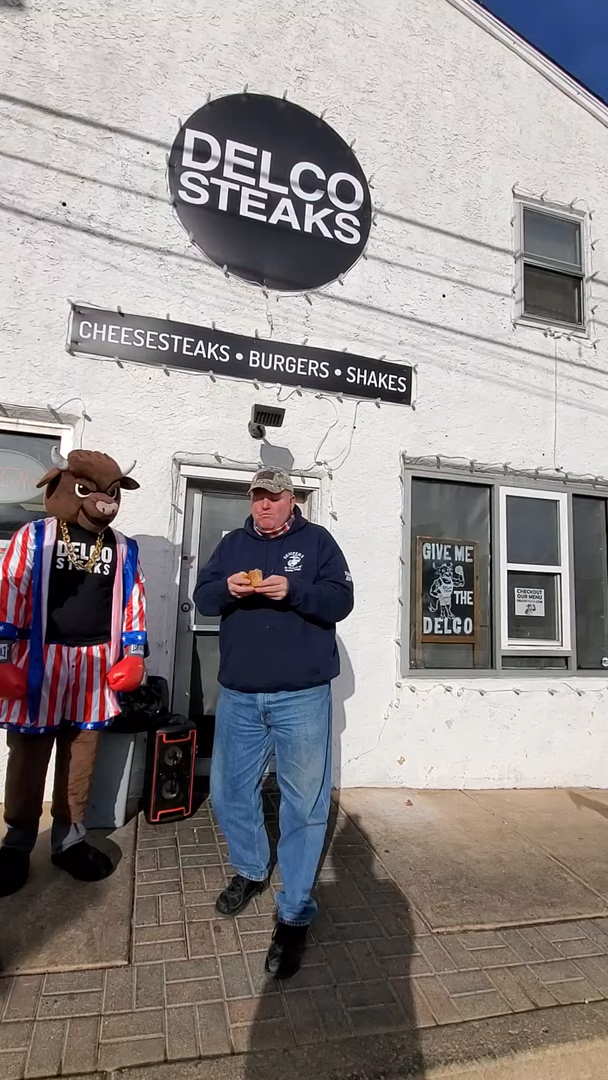 DELCO
STEAKS
CHEESESTEAKS • BURGERS • SHAKES
DELCO
STEAKS
GIVE ME
THE
DELCO
CHECKOUT
OUR MENU